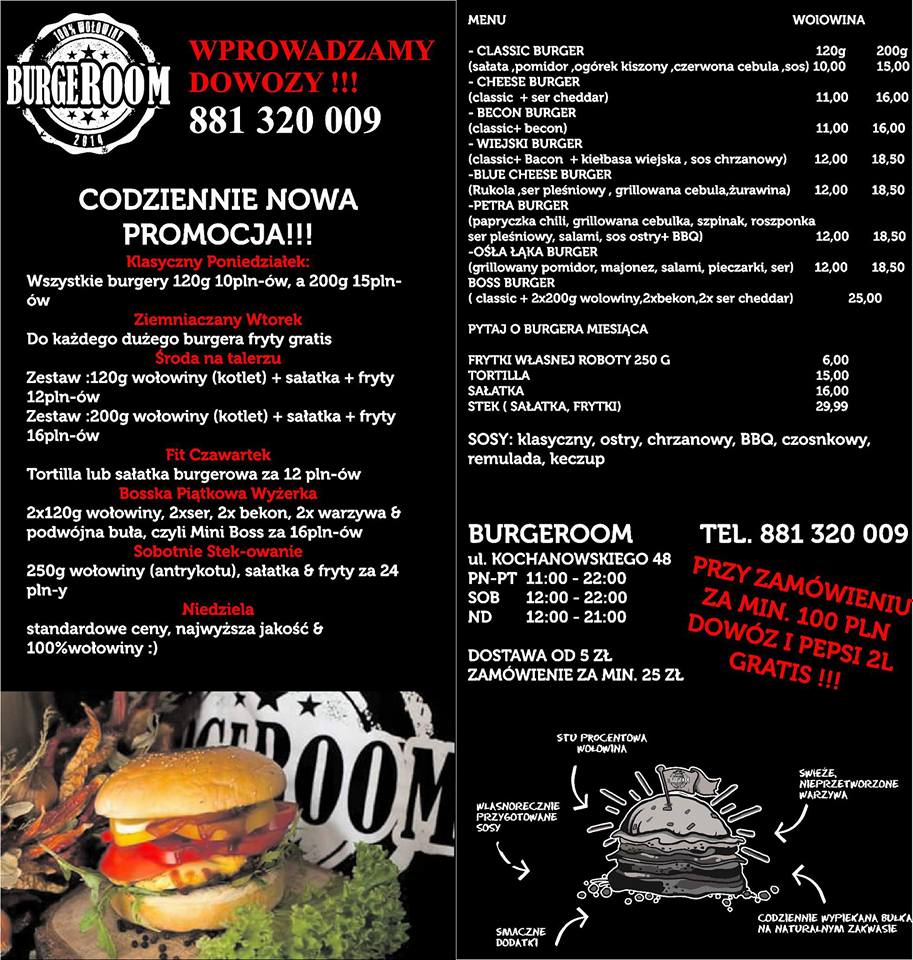 100% WOŁOWINY
BURGEROOM
2014
WPROWADZAMY
DOWOZY !!!
881 320 009
CODZIENNIE NOWA
PROMOCJA!!!
Klasyczny Poniedziałek:
Wszystkie burgery 120g 10pln-ów, a 200g 15pln-
ów
Ziemniaczany Wtorek
Do każdego dużego burgera fryty gratis
Środa na talerzu
Zestaw :120g wołowiny (kotlet) + sałatka + fryty
12pln-ów
Zestaw :200g wołowiny (kotlet) + sałatka + fryty
16pln-ów
Fit Czawartek
Tortilla lub sałatka burgerowa za 12 pln-ów
Bosska Piątkowa Wyżerka
2x120g wołowiny, 2xser, 2x bekon, 2x warzywa &
podwójna buła, czyli Mini Boss za 16pln-ów
Sobotnie Stek-owanie
250g wołowiny (antrykotu), sałatka & fryty za 24
pln-y
Niedziela
standardowe ceny, najwyższa jakość &
100%wołowiny :)
GEROOM
MENU WOłOWINA
- CLASSIC BURGER 120g 200g
(sałata ,pomidor ,ogórek kiszony ,czerwona cebula ,sos) 10,00 15,00
- CHEESE BURGER
(classic + ser cheddar) 11,00 16,00
- BECON BURGER
(classic+ becon) 11,00 16,00
- WIEJSKI BURGER
(classic+ Bacon + kiełbasa wiejska , sos chrzanowy) 12,00 18,50
-BLUE CHEESE BURGER
(Rukola ,ser pleśniowy , grillowana cebula,żurawina) 12,00 18,50
-PETRA BURGER
(papryczka chili, grillowana cebulka, szpinak, roszponka
ser pleśniowy, salami, sos ostry+ BBQ) 12,00 18,50
-OŚLA ŁĄKA BURGER
(grillowany pomidor, majonez, salami, pieczarki, ser) 12,00 18,50
BOSS BURGER
( classic + 2x200g wolowiny,2xbekon,2x ser cheddar) 25,00
PYTAJ O BURGERA MIESIĄCA
FRYTKI WŁASNEJ ROBOTY 250 G 6,00
TORTILLA 15,00
SAŁATKA 16,00
STEK ( SAŁATKA, FRYTKI) 29,99
SOSY: klasyczny, ostry, chrzanowy, BBQ, czosnkowy,
remulada, keczup
BURGEROOM TEL. 881 320 009
ul. KOCHANOWSKIEGO 48
PN-PT 11:00 - 22:00
SOB 12:00 - 22:00
ND 12:00 - 21:00
PRZY ZAMÓWIENIU
ZA MIN. 100 PLN
DOWÓZ I PEPSI 2L
GRATIS !!!
DOSTAWA OD 5 ZŁ
ZAMÓWIENIE ZA MIN. 25 ZŁ
STU PROCENTOWA
WOŁOWINA
ŚWIEŻE,
NIEPRZETWORZONE
WARZYWA
WŁASNORĘCZNIE
PRZYGOTOWANE
SOSY
CODZIENNIE WYPIEKANA BUŁKA
NA NATURALNYM ZAKWASIE
SMACZNE
DODATKI